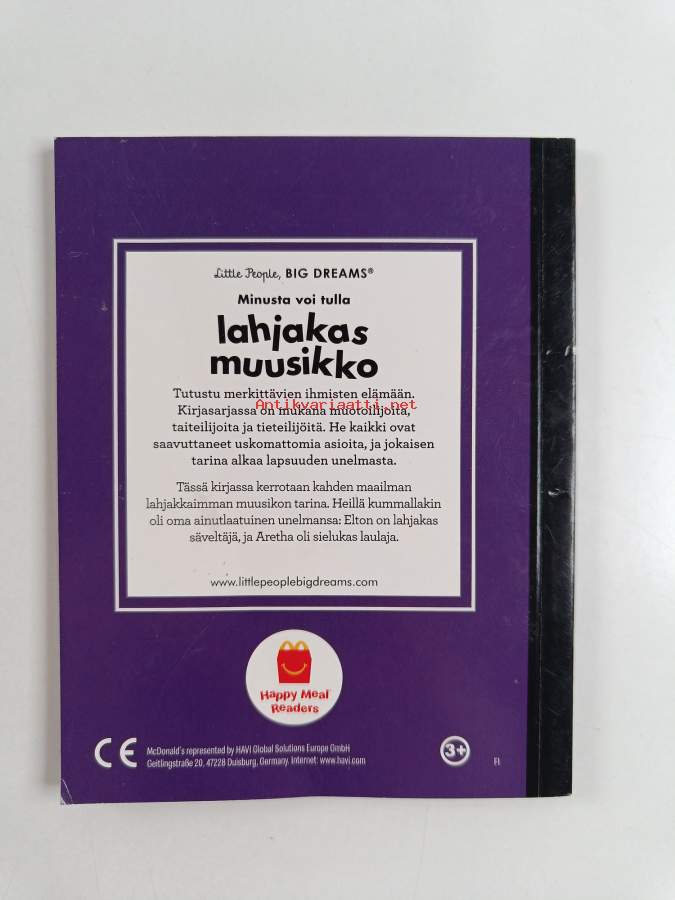 Little People, BIG DREAMS®
Minusta voi tulla
lahjakas
muusikko
Tutustu merkittävien ihmisten elämään.
Antikvariaatti.net
Kirjasarjassa on mukana muotoilijoita,
taiteilijoita ja tieteilijöitä. He kaikki ovat
saavuttaneet uskomattomia asioita, ja jokaisen
tarina alkaa lapsuuden unelmasta.
Tässä kirjassa kerrotaan kahden maailman
lahjakkaimman muusikon tarina. Heillä kummallakin
oli oma ainutlaatuinen unelmansa: Elton on lahjakas
säveltäjä, ja Aretha oli sielukas laulaja.
www.littlepeoplebigdreams.com
Happy Meal
Readers
CE
McDonald's represented by HAVI Global Solutions Europe GmbH
Geitlingstraße 20, 47228 Duisburg, Germany. Internet: www.havi.com
3+
FI